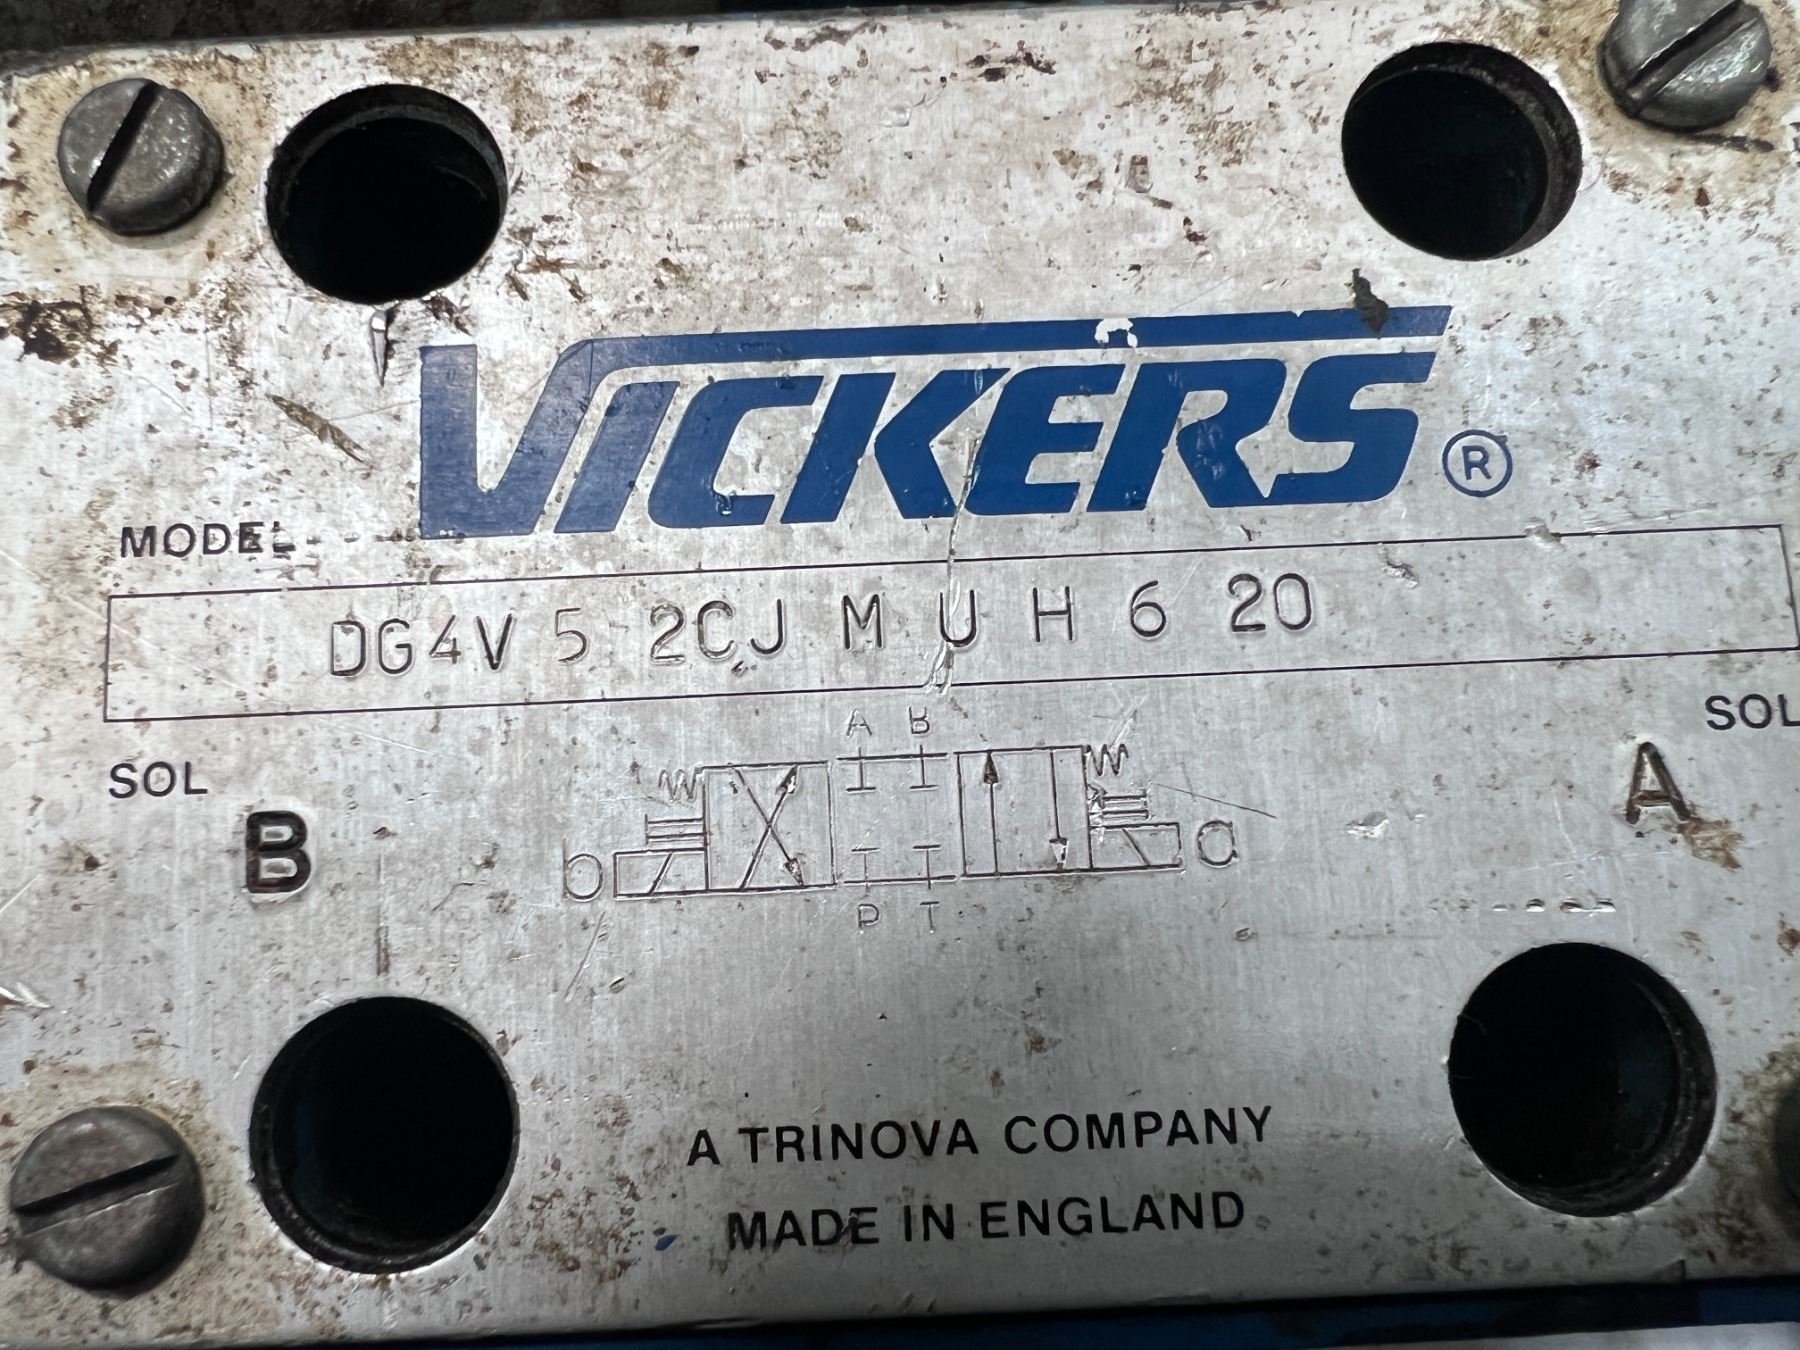 VICKERS®
MODEL
DG4V 5 2CJ M U H 6 20
SOL
SOL
A B
B
A
b
a
P T
A TRINOVA COMPANY
MADE IN ENGLAND